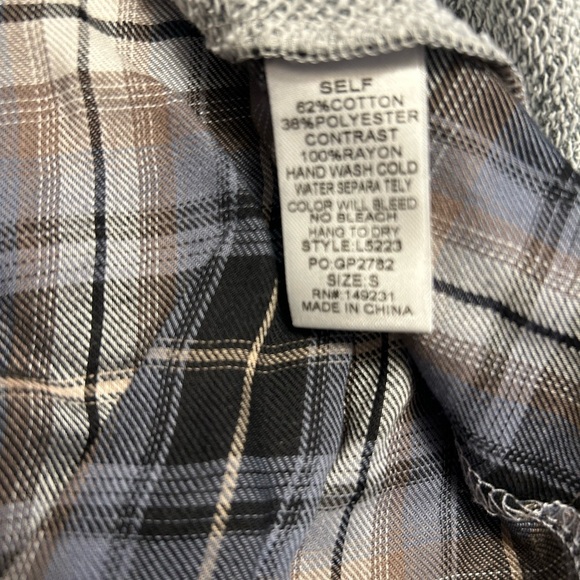 SELF
62%COTTON
38%POLYESTER
CONTRAST
100%RAYON
HAND WASH COLD
WATER SEPARA TELY
COLOR WILL BLEED
NO BLEACH
HANG TO DRY
STYLE:L5223
PO:GP2782
SIZE:S
RN#:149231
MADE IN CHINA